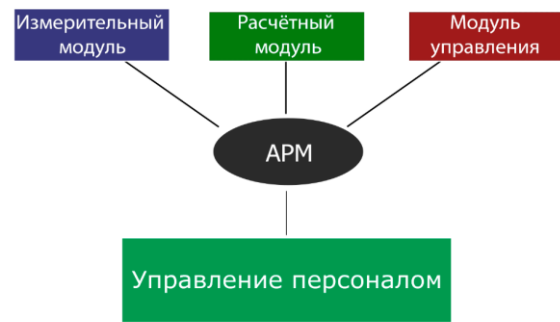 Измерительный
модуль
Расчётный
модуль
Модуль
управления
АРМ
Управление персоналом